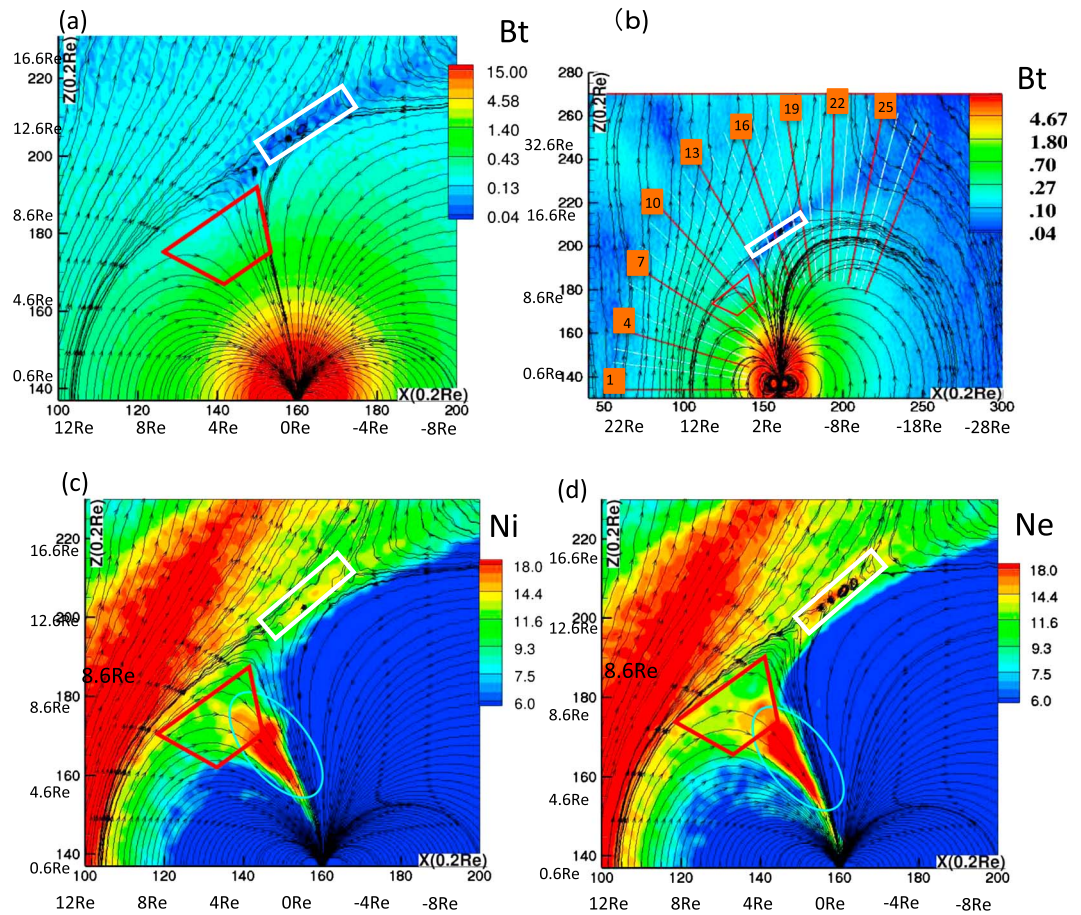 (a)
Bt
Z(0.2Re)
16.6Re
220
12.6Re
200
8.6Re
180
4.6Re
160
0.6Re
140
X(0.2Re)
100 120 140 160 180 200
12Re 8Re 4Re 0Re -4Re -8Re
15.00
4.58
1.40
0.43
0.13
0.04
(b)
Bt
Z(0.2Re)
280
260
240
32.6Re
220
16.6Re
200
180
8.6Re
160
0.6Re
140
1
4
7
10
13
16
19
22
25
X(0.2Re)
50 100 150 200 250 300
22Re 12Re 2Re -8Re -18Re -28Re
4.67
1.80
.70
.27
.10
.04
(c)
Ni
Z(0.2Re)
220
16.6Re
200
12.6Re
8.6Re
180
8.6Re
160
4.6Re
140
0.6Re
X(0.2Re)
100 120 140 160 180 200
12Re 8Re 4Re 0Re -4Re -8Re
18.0
14.4
11.6
9.3
7.5
6.0
(d)
Ne
Z(0.2Re)
220
16.6Re
200
12.6Re
8.6Re
180
8.6Re
160
4.6Re
140
0.6Re
X(0.2Re)
100 120 140 160 180 200
12Re 8Re 4Re 0Re -4Re -8Re
18.0
14.4
11.6
9.3
7.5
6.0